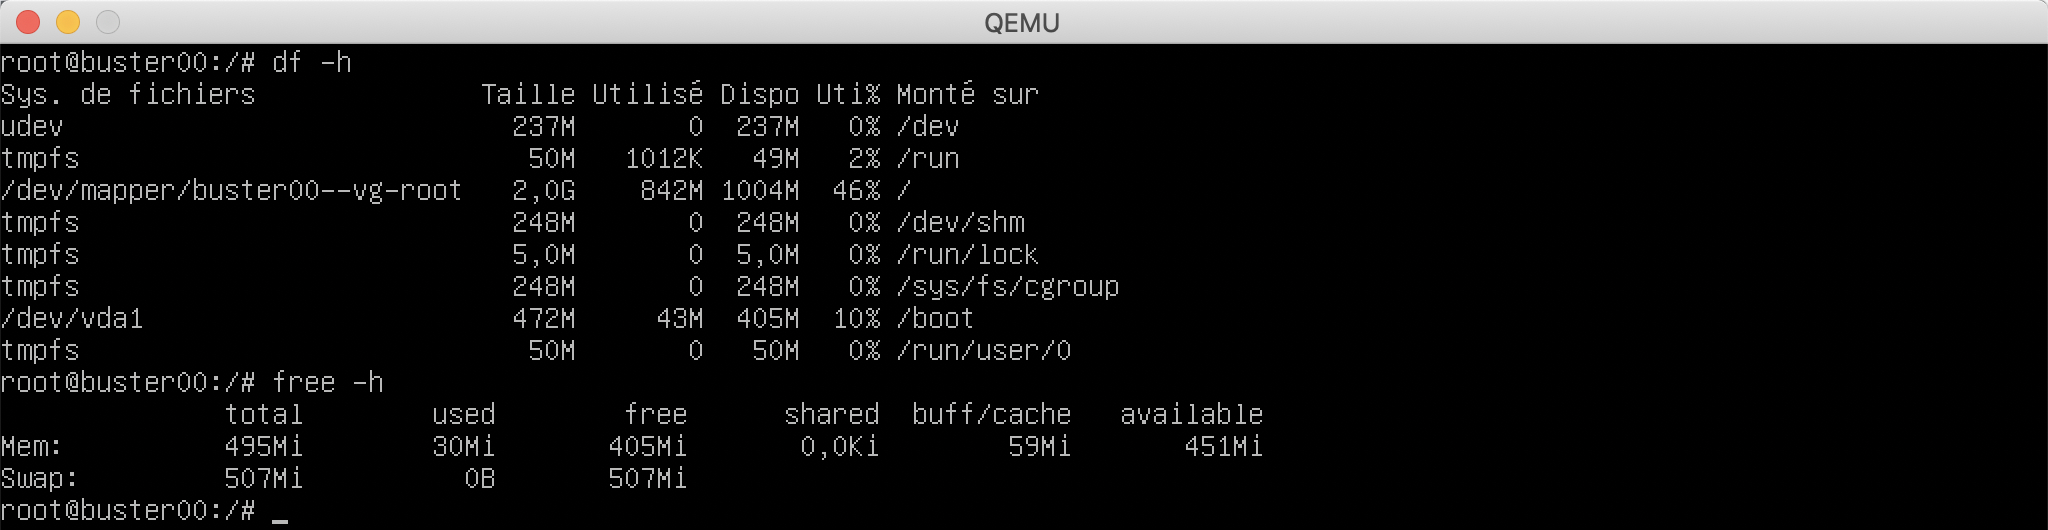 QEMU
root@buster00:/# df -h
Sys. de fichiers              Taille Utilisé Dispo Uti% Monté sur
udev                            237M       0  237M   0% /dev
tmpfs                            50M   1012K   49M   2% /run
/dev/mapper/buster00--vg-root   2,0G    842M 1004M  46% /
tmpfs                           248M       0  248M   0% /dev/shm
tmpfs                           5,0M       0  5,0M   0% /run/lock
tmpfs                           248M       0  248M   0% /sys/fs/cgroup
/dev/vda1                       472M     43M  405M  10% /boot
tmpfs                            50M       0   50M   0% /run/user/0
root@buster00:/# free -h
              total        used        free      shared  buff/cache   available
Mem:          495Mi        30Mi       405Mi       0,0Ki        59Mi       451Mi
Swap:         507Mi          0B       507Mi
root@buster00:/# _